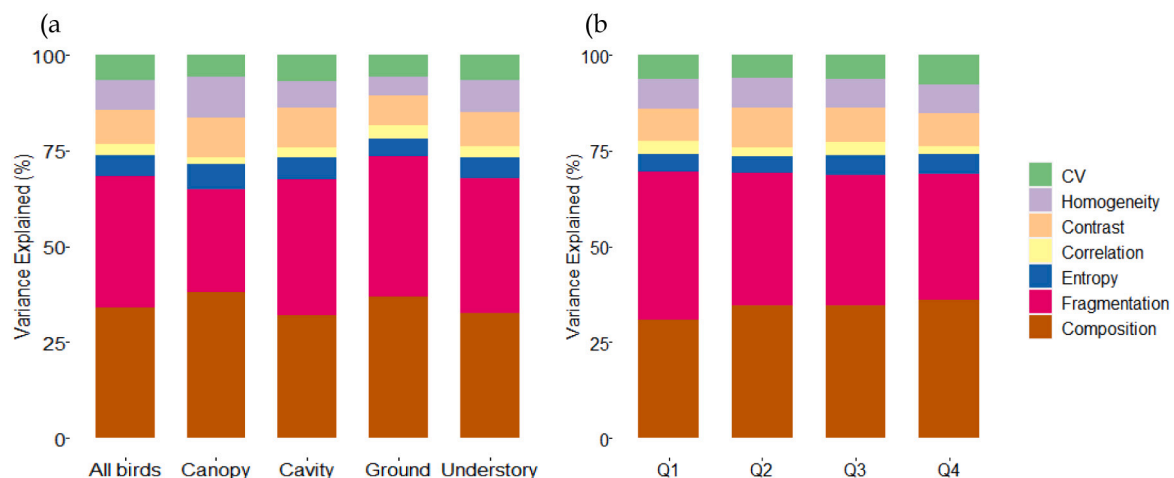 (a
Variance Explained (%)
100
75
50
25
0
All birds Canopy Cavity Ground Understory
(b)
Variance Explained (%)
100
75
50
25
0
Q1 Q2 Q3 Q4
CV
Homogeneity
Contrast
Correlation
Entropy
Fragmentation
Composition